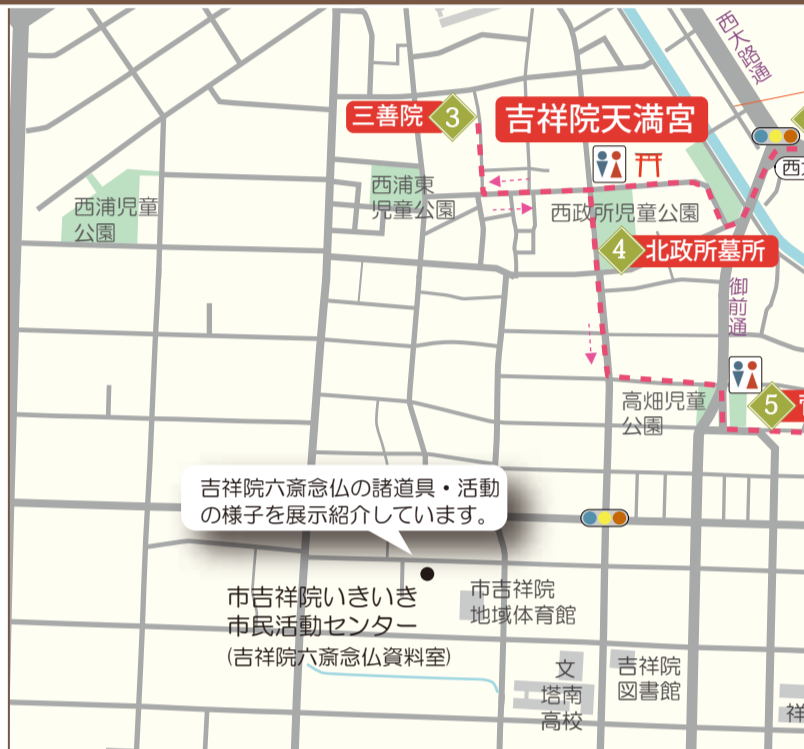 西大路通
三善院
3
吉祥院天満宮
西浦東
児童公園
西浦児童
公園
西政所児童公園
4
北政所墓所
御前通
高畑児童
公園
5
吉祥院六斎念仏の諸道具・活動
の様子を展示紹介しています。
市吉祥院いきいき
市民活動センター
(吉祥院六斎念仏資料室)
市吉祥院
地域体育館
文
塔南
高校
吉祥院
図書館
西
祥